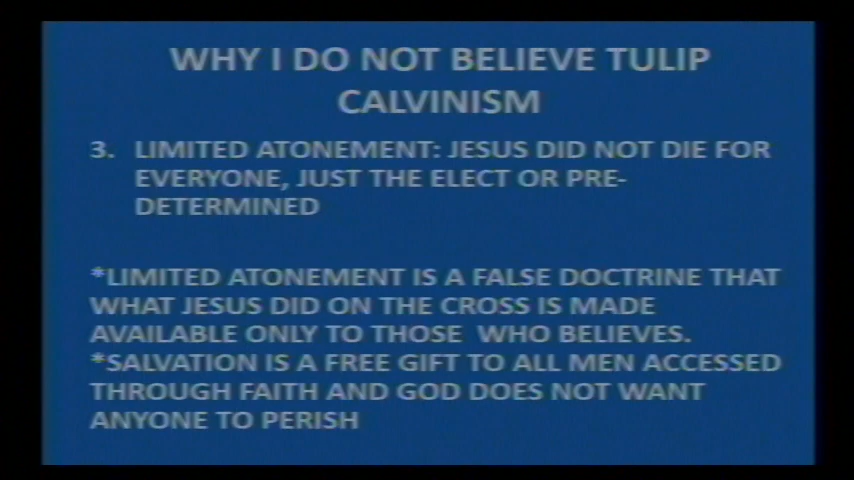 WHY I DO NOT BELIEVE TULIP
CALVINISM
3. LIMITED ATONEMENT: JESUS DID NOT DIE FOR
EVERYONE, JUST THE ELECT OR PRE-
DETERMINED
*LIMITED ATONEMENT IS A FALSE DOCTRINE THAT
WHAT JESUS DID ON THE CROSS IS MADE
AVAILABLE ONLY TO THOSE WHO BELIEVES.
*SALVATION IS A FREE GIFT TO ALL MEN ACCESSED
THROUGH FAITH AND GOD DOES NOT WANT
ANYONE TO PERISH